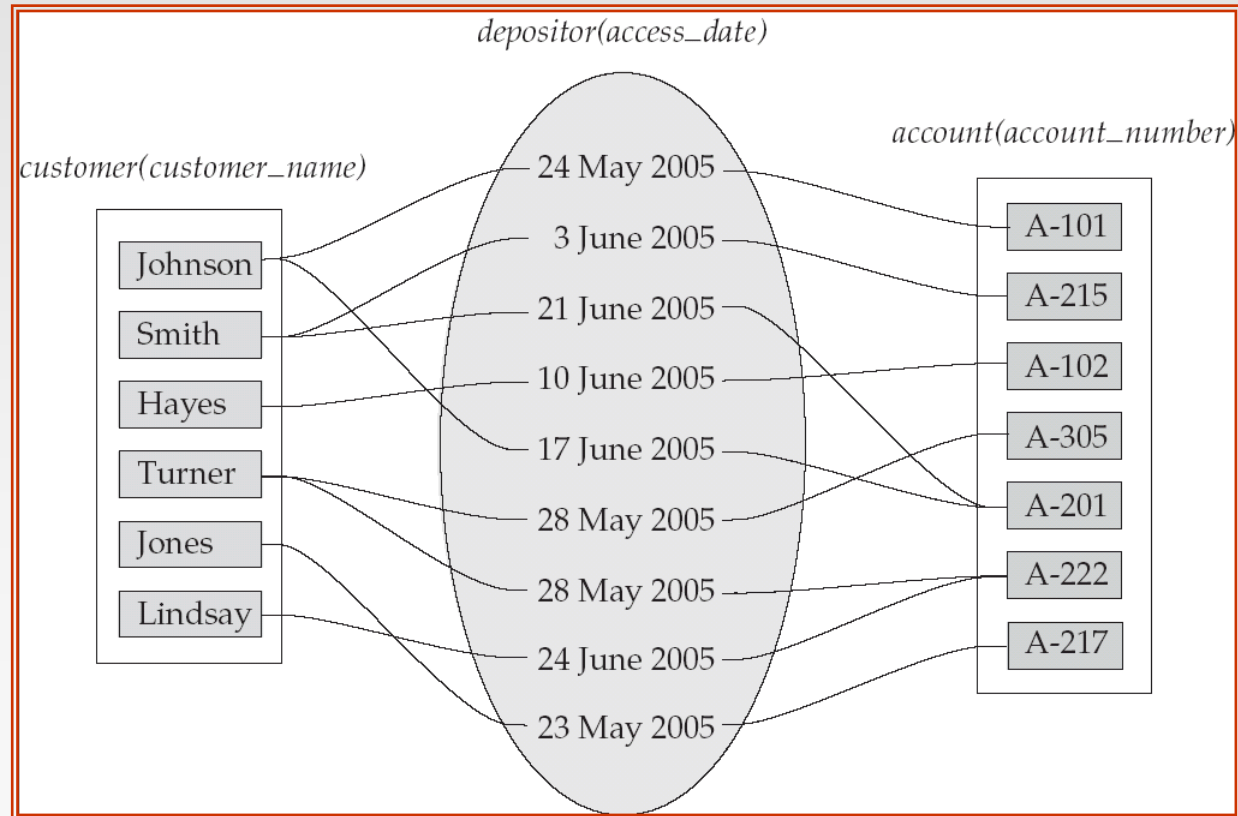 depositor(access_date)
customer(customer_name)
account(account_number)
Johnson
Smith
Hayes
Turner
Jones
Lindsay
24 May 2005
3 June 2005
21 June 2005
10 June 2005
17 June 2005
28 May 2005
28 May 2005
24 June 2005
23 May 2005
A-101
A-215
A-102
A-305
A-201
A-222
A-217